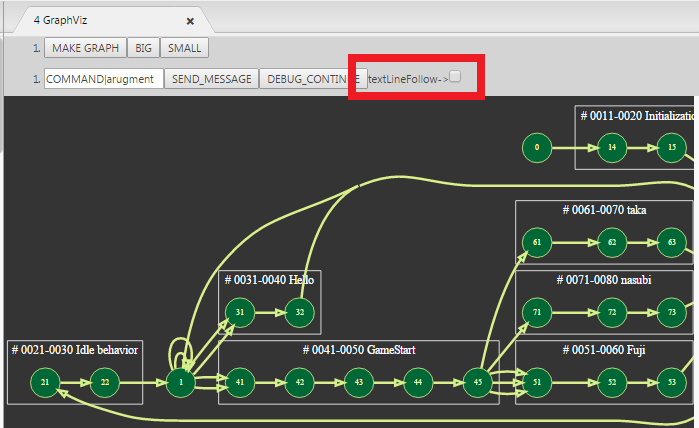 4 GraphViz ×
1. MAKE GRAPH BIG SMALL
1. COMMAND|arugment SEND_MESSAGE DEBUG_CONTIN E textLineFollow->
# 0011-0020 Initializatio
0 14 15
# 0061-0070 taka
61 62 63
# 0031-0040 Hello
31 32
# 0071-0080 nasubi
71 72 73
# 0021-0030 Idle behavior
# 0041-0050 GameStart
# 0051-0060 Fuji
21 22 1 41 42 43 44 45 51 52 53